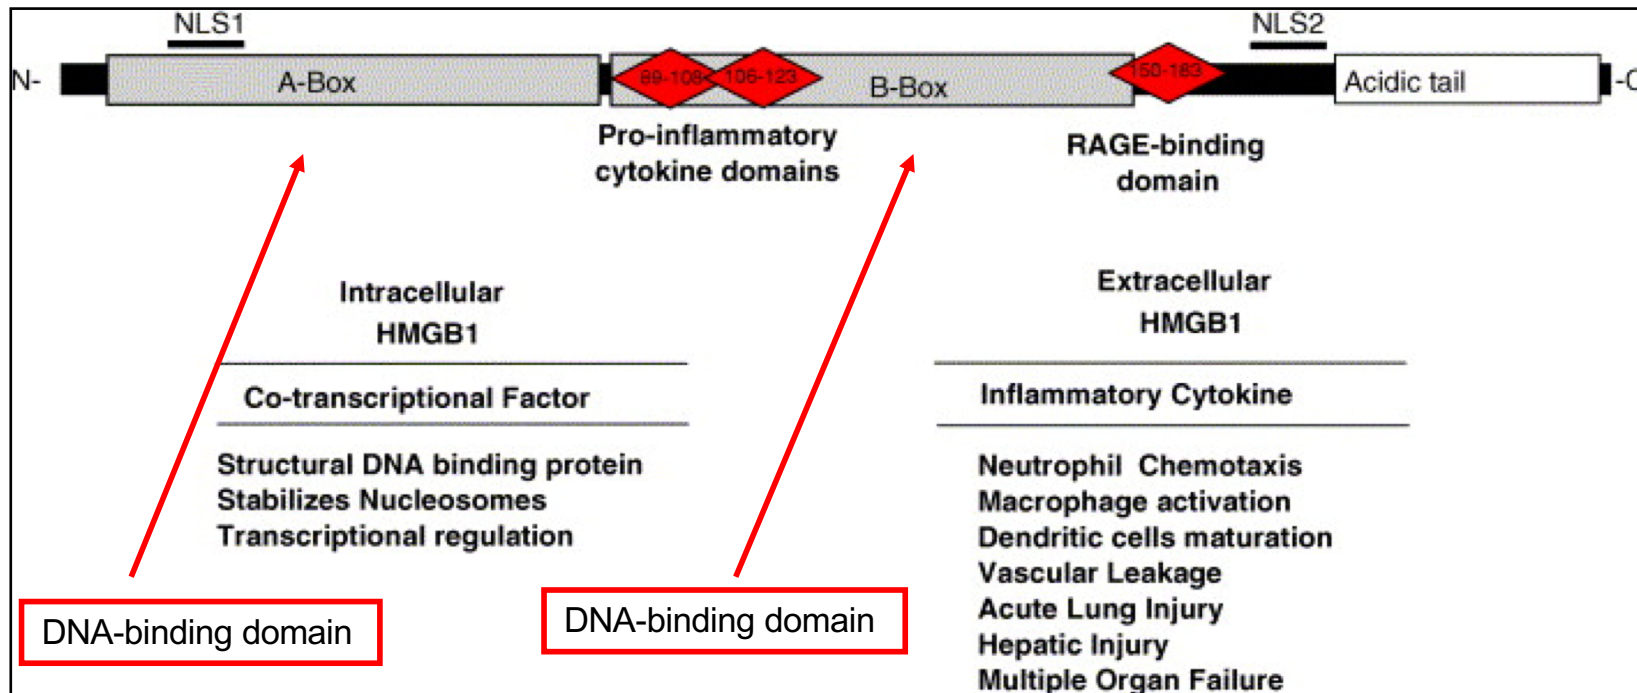 NLS1
NLS2
N-
A-Box
89-108
106-123
B-Box
150-183
Acidic tail
-C
Pro-inflammatory
cytokine domains
RAGE-binding
domain
Intracellular
HMGB1
Co-transcriptional Factor
Structural DNA binding protein
Stabilizes Nucleosomes
Transcriptional regulation
Extracellular
HMGB1
Inflammatory Cytokine
Neutrophil Chemotaxis
Macrophage activation
Dendritic cells maturation
Vascular Leakage
Acute Lung Injury
Hepatic Injury
Multiple Organ Failure
DNA-binding domain
DNA-binding domain